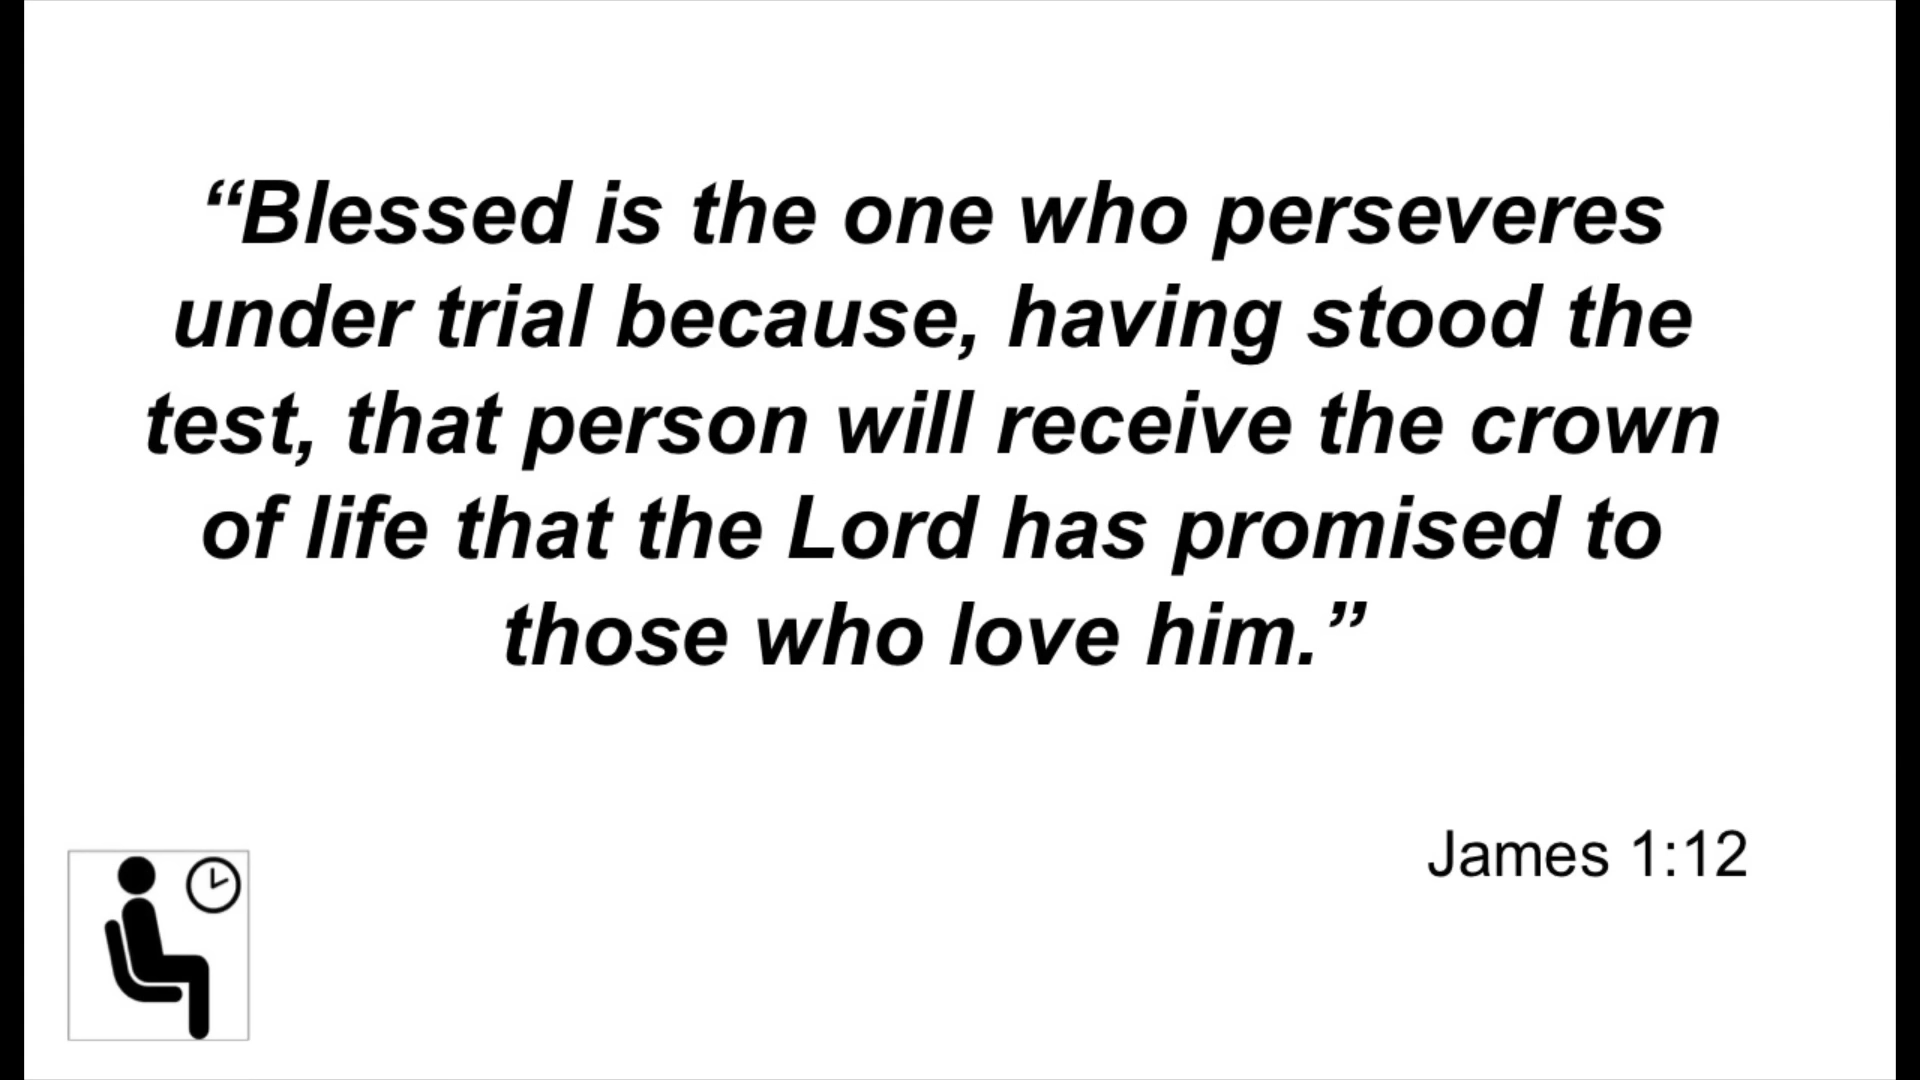 “Blessed is the one who perseveres
under trial because, having stood the
test, that person will receive the crown
of life that the Lord has promised to
those who love him.”
James 1:12